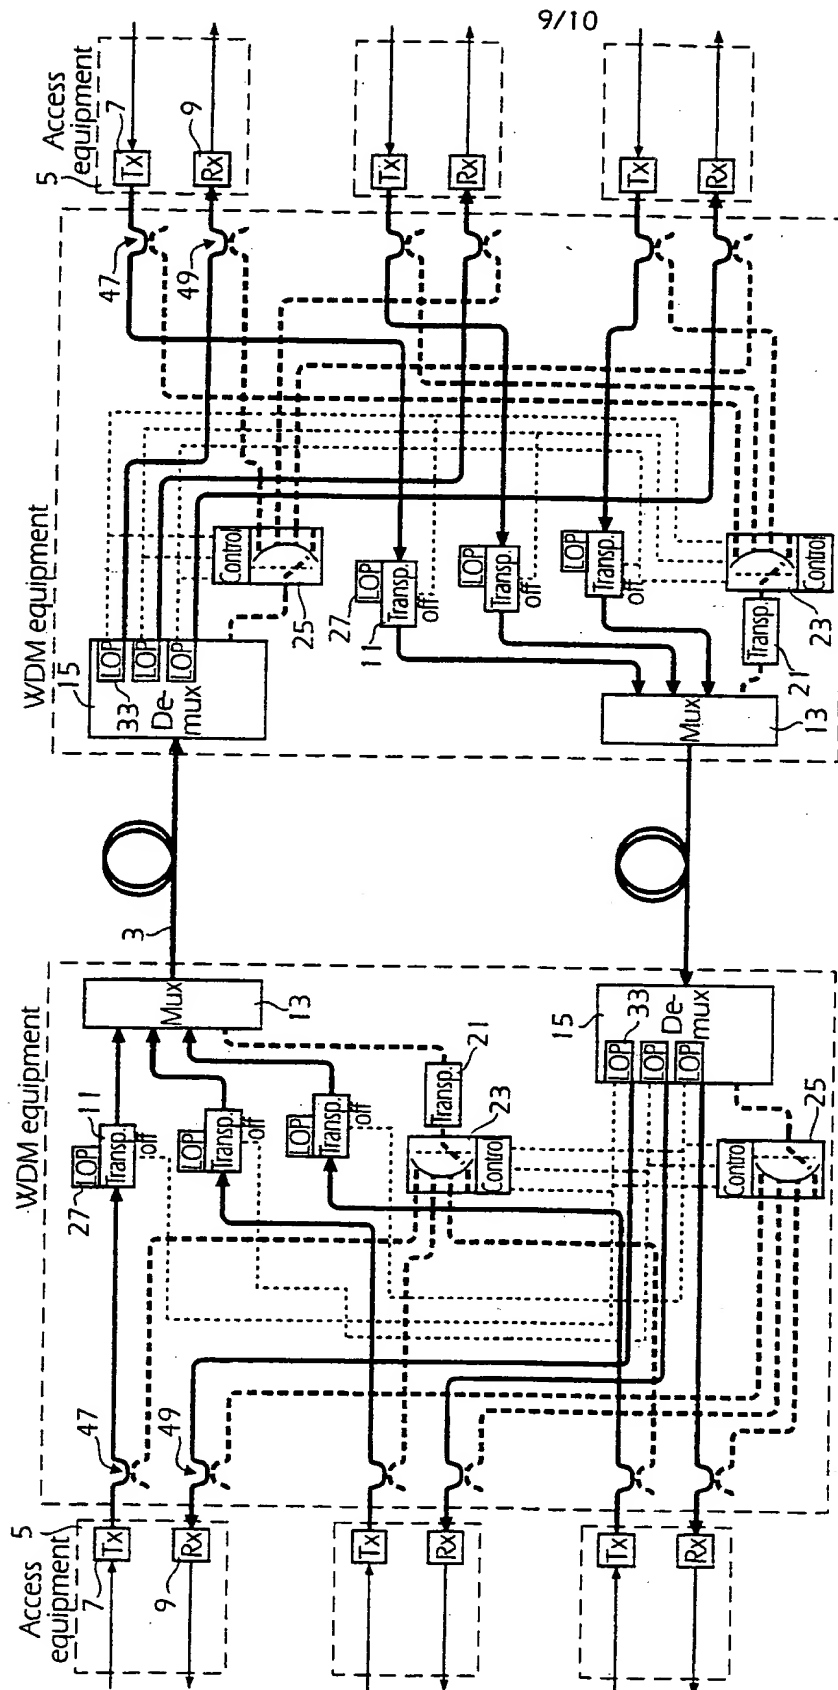 9/10
Access equipment
5
7
Tx
9
Rx
Tx
Rx
Tx
Rx
47
49
WDM equipment
15
De-mux
33
LOP
LOP
LOP
Control
25
27
LOP
Transp.
off
11
LOP
Transp.
off
LOP
Transp.
off
Control
23
Transp.
21
Mux
13
3
WDM equipment
Mux
13
27
LOP
Transp.
11
off
LOP
Transp.
off
LOP
Transp.
off
Transp.
21
23
Control
15
33
De-mux
LOP
LOP
LOP
25
Control
47
49
Access equipment
5
7
Tx
9
Rx
Tx
Rx
Tx
Rx